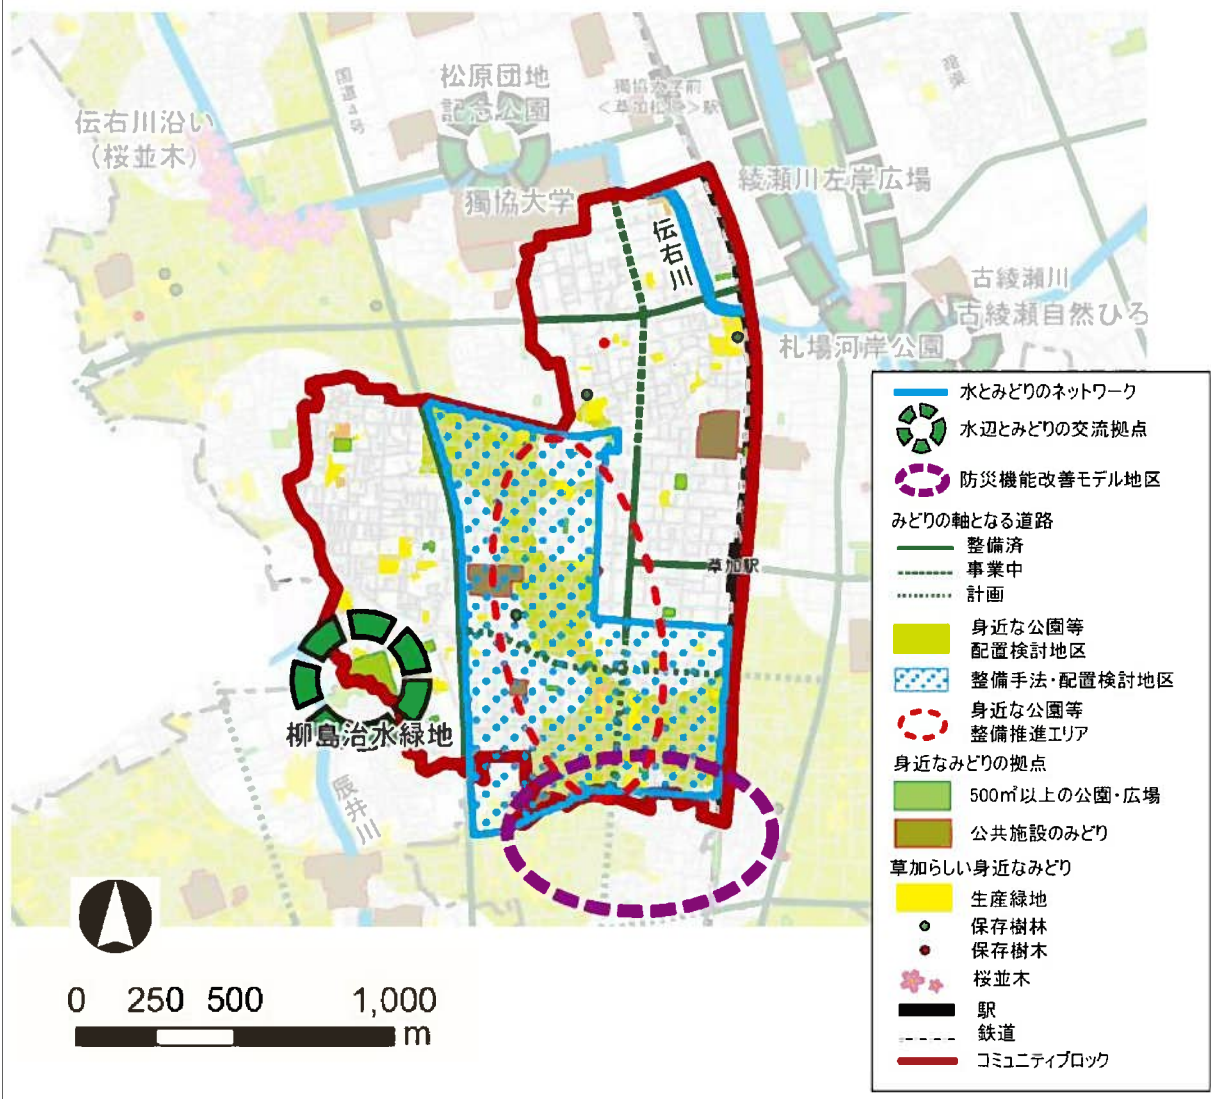 国道4号
松原団地
記念公園
獨協大学前
<草加松原>駅
伝右川沿い
(桜並木)
獨協大学
綾瀬川左岸広場
伝右川
古綾瀬川
古綾瀬自然ひろ
札場河岸公園
草加駅
柳島治水緑地
辰井川
0 250 500 1,000
m
水とみどりのネットワーク
水辺とみどりの交流拠点
防災機能改善モデル地区
みどりの軸となる道路
整備済
事業中
計画
身近な公園等
配置検討地区
整備手法・配置検討地区
身近な公園等
整備推進エリア
身近なみどりの拠点
500㎡以上の公園・広場
公共施設のみどり
草加らしい身近なみどり
生産緑地
保存樹林
保存樹木
桜並木
駅
鉄道
コミュニティブロック